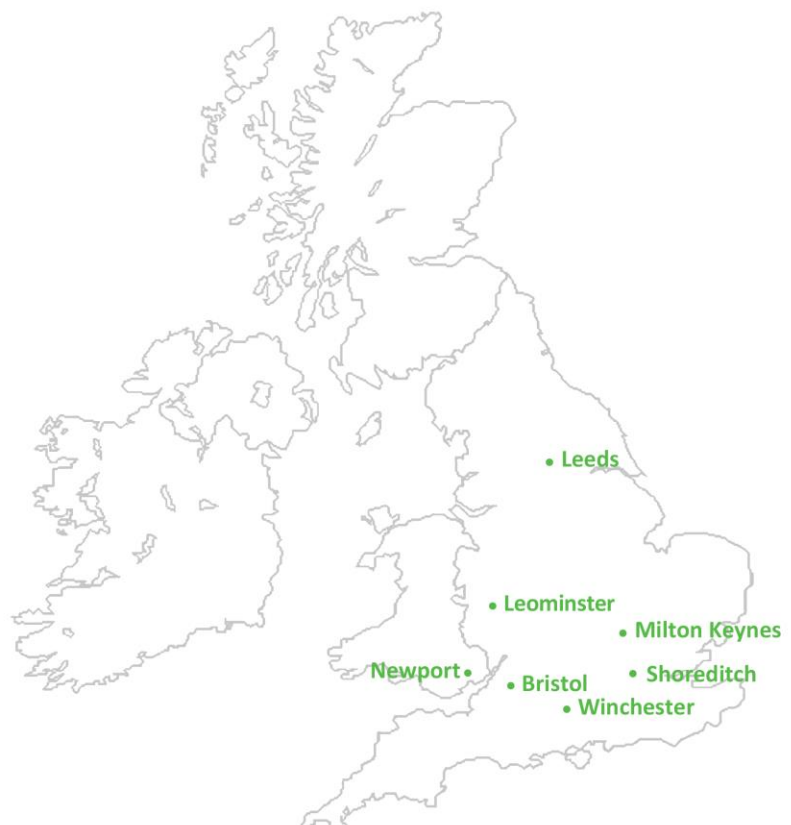 Leeds
Leominster
Milton Keynes
Newport
Shoreditch
Bristol
Winchester